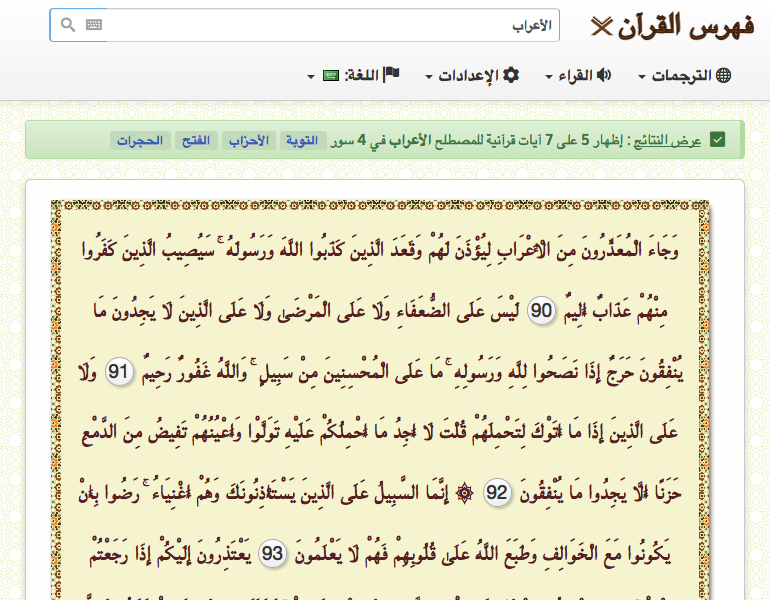 فهرس القرآن
الأعراب
الترجمات
القراء
الإعدادات
اللغة:
عرض النتائج : إظهار 5 على 7 آيات قرآنية للمصطلح الأعراب في 4 سور التوبة الأحزاب الفتح الحجرات
وَجَاءَ الْمُعَذِّرُونَ مِنَ الْأَعْرَابِ لِيُؤْذَنَ لَهُمْ وَقَعَدَ الَّذِينَ كَذَبُوا اللَّهَ وَرَسُولَهُ ۚ سَيُصِيبُ الَّذِينَ كَفَرُوا
مِنْهُمْ عَذَابٌ أَلِيمٌ 90 لَيْسَ عَلَى الضُّعَفَاءِ وَلَا عَلَى الْمَرْضَىٰ وَلَا عَلَى الَّذِينَ لَا يَجِدُونَ مَا
يُنْفِقُونَ حَرَجٌ إِذَا نَصَحُوا لِلَّهِ وَرَسُولِهِ ۚ مَا عَلَى الْمُحْسِنِينَ مِنْ سَبِيلٍ ۚ وَاللَّهُ غَفُورٌ رَحِيمٌ 91 وَلَا
عَلَى الَّذِينَ إِذَا مَا أَتَوْكَ لِتَحْمِلَهُمْ قُلْتَ لَا أَجِدُ مَا أَحْمِلُكُمْ عَلَيْهِ تَوَلَّوْا وَأَعْيُنُهُمْ تَفِيضُ مِنَ الدَّمْعِ
حَزَنًا أَلَّا يَجِدُوا مَا يُنْفِقُونَ 92 ۞ إِنَّمَا السَّبِيلُ عَلَى الَّذِينَ يَسْتَأْذِنُونَكَ وَهُمْ أَغْنِيَاءُ ۚ رَضُوا بِأَنْ
يَكُونُوا مَعَ الْخَوَالِفِ وَطَبَعَ اللَّهُ عَلَىٰ قُلُوبِهِمْ فَهُمْ لَا يَعْلَمُونَ 93 يَعْتَذِرُونَ إِلَيْكُمْ إِذَا رَجَعْتُمْ